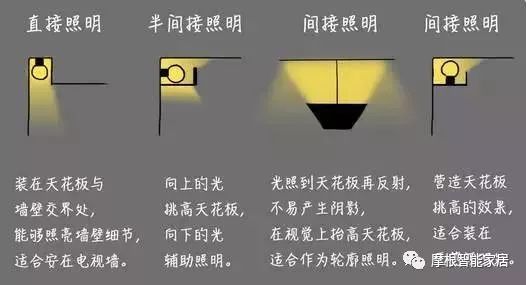 直接照明
半间接照明
间接照明
间接照明
装在天花板与
墙壁交界处,
能够照亮墙壁细节,
适合安在电视墙。
向上的光
挑高天花板,
向下的光
辅助照明。
光照到天花板再反射,
不易产生阴影,
在视觉上抬高天花板,
适合作为轮廓照明。
营造天花板
挑高的效果,
适合装在
摩根智能家居